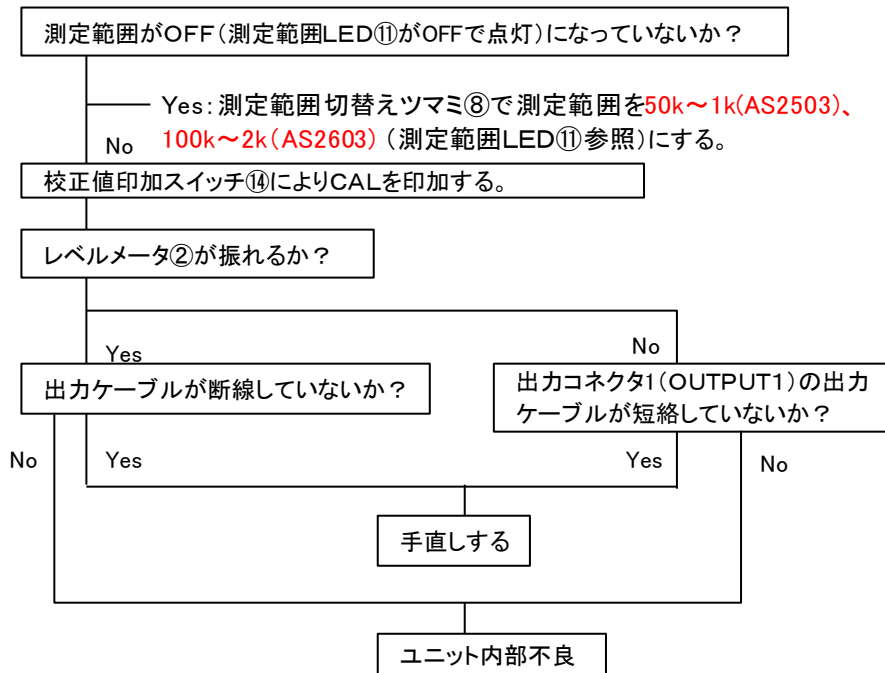 測定範囲がOFF(測定範囲LED⑪がOFFで点灯)になっていないか？
Yes:測定範囲切替えツマミ⑧で測定範囲を50k～1k(AS2503)、
100k～2k(AS2603) (測定範囲LED⑪参照)にする。
No
校正値印加スイッチ⑭によりCALを印加する。
レベルメータ②が振れるか？
Yes
No
出力ケーブルが断線していないか？
出力コネクタ1(OUTPUT1)の出力
ケーブルが短絡していないか？
No
Yes
Yes
No
手直しする
ユニット内部不良